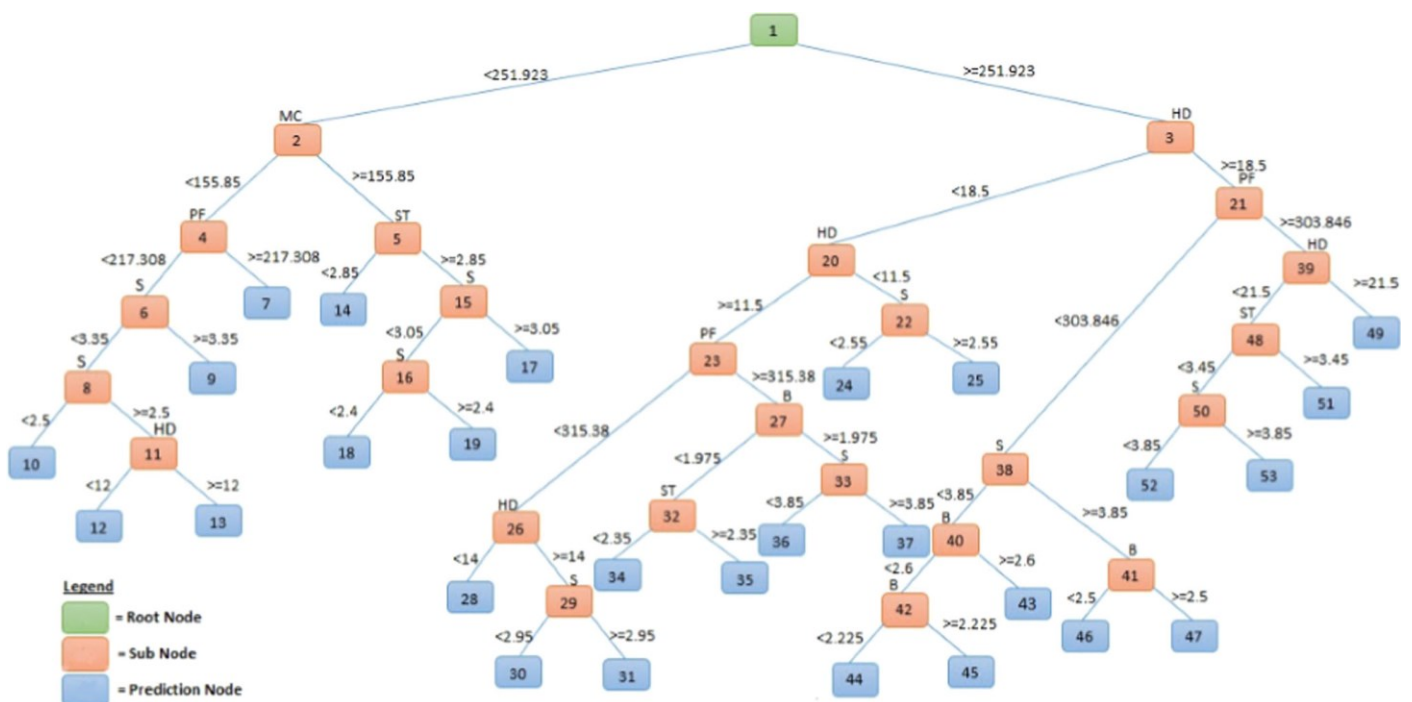 1
<251.923 >=251.923
MC HD
2 3
<155.85 >=155.85 <18.5 >=18.5
PF ST HD PF
4 5 20 21
<217.308 >=217.308 <2.85 >=2.85 >=11.5 <11.5 <303.846 >=303.846
S S PF S HD
6 7 14 15 23 22 39
<3.35 >=3.35 <3.05 >=3.05 <2.55 >=2.55 <21.5 >=21.5
S S ST
8 9 16 17 24 25 48 49
<2.5 >=2.5 <2.4 >=2.4 <315.38 >=315.38 <3.45 >=3.45
HD B S
10 11 18 19 27 50 51
<12 >=12 <1.975 >=1.975 <3.85 >=3.85
HD ST S S
12 13 26 32 33 38 52 53
<14 >=14 <2.35 >=2.35 <3.85 >=3.85 <3.85 >=3.85
S B B
28 29 34 35 36 37 40 41
<2.95 >=2.95 <2.6 >=2.6 <2.5 >=2.5
B
30 31 42 43 46 47
<2.225 >=2.225
44 45
Legend
= Root Node
= Sub Node
= Prediction Node